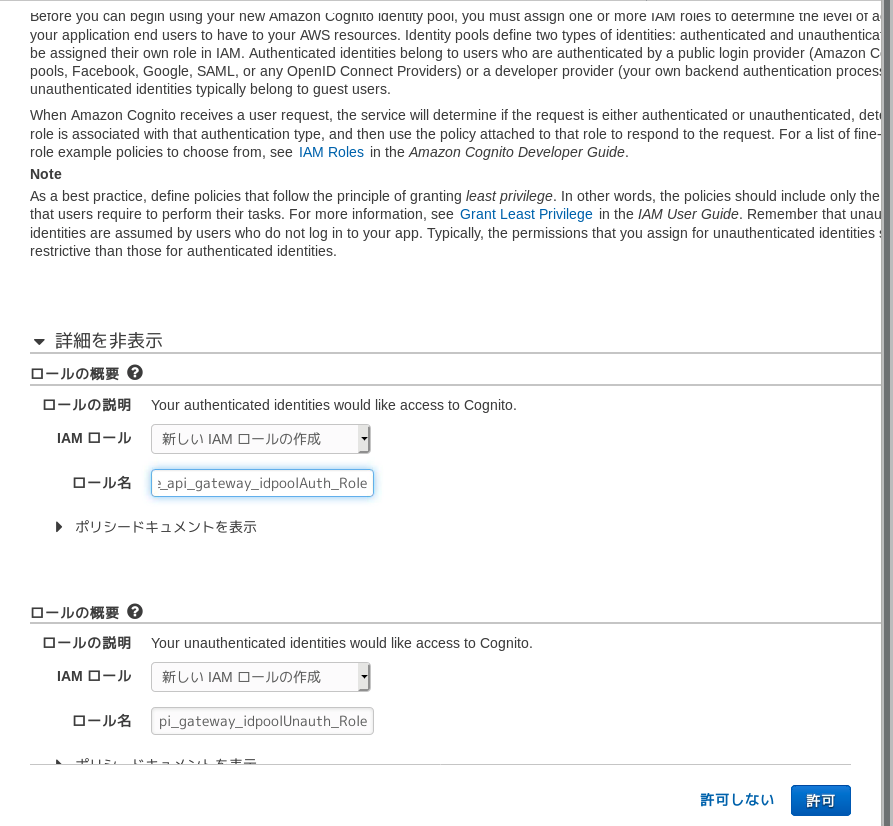 Before you can begin using your new Amazon Cognito identity pool, you must assign one or more IAM roles to determine the level of
your application end users to have to your AWS resources. Identity pools define two types of identities: authenticated and
be assigned their own role in IAM. Authenticated identities belong to users who are authenticated by a public login provider (Amazon
pools, Facebook, Google, SAML, or any OpenID Connect Providers) or a developer provider (your own backend authentication
unauthenticated identities typically belong to guest users.
When Amazon Cognito receives a user request, the service will determine if the request is either authenticated or unauthenticated,
role is associated with that authentication type, and then use the policy attached to that role to respond to the request. For a list of fine-
role example policies to choose from, see IAM Roles in the Amazon Cognito Developer Guide.
Note
As a best practice, define policies that follow the principle of granting least privilege. In other words, the policies should include only the
that users require to perform their tasks. For more information, see Grant Least Privilege in the IAM User Guide. Remember that
identities are assumed by users who do not log in to your app. Typically, the permissions that you assign for unauthenticated identities
restrictive than those for authenticated identities.
詳細を非表示
ロールの概要
ロールの説明 Your authenticated identities would like access to Cognito.
IAM ロール 新しい IAM ロールの作成
ロール名 _api_gateway_idpoolAuth_Role
ポリシードキュメントを表示
ロールの概要
ロールの説明 Your unauthenticated identities would like access to Cognito.
IAM ロール 新しい IAM ロールの作成
ロール名 pi_gateway_idpoolUnauth_Role
ポリシードキュメントを表示
許可しない 許可